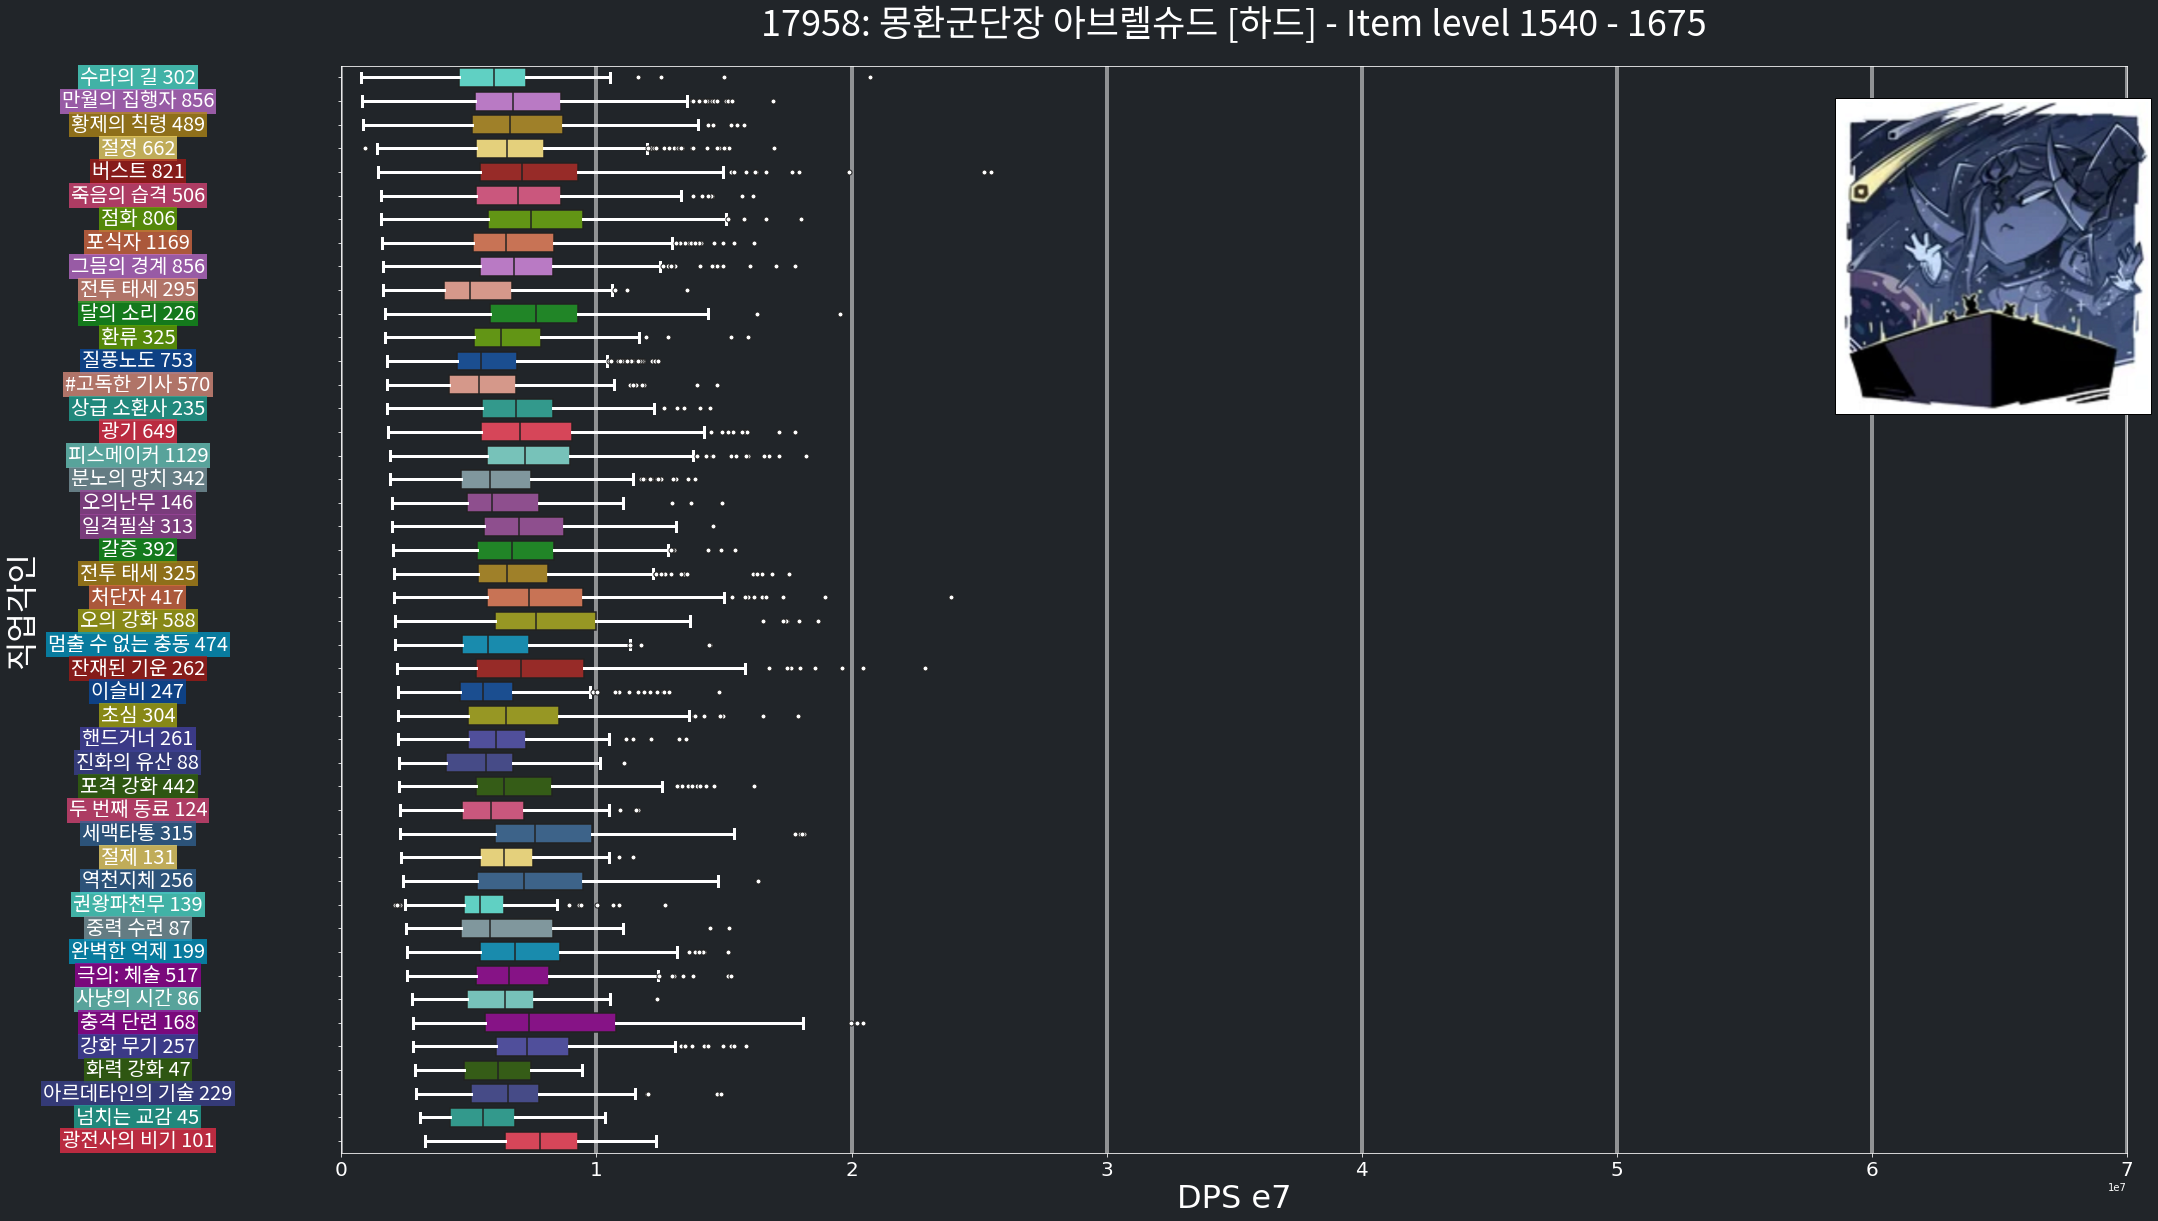 17958: 몽환군단장 아브렐슈드 [하드] - Item level 1540 - 1675
수라의 길 302
만월의 집행자 856
황제의 칙령 489
절정 662
버스트 821
죽음의 습격 506
점화 806
포식자 1169
그믐의 경계 856
전투 태세 295
달의 소리 226
환류 325
질풍노도 753
#고독한 기사 570
상급 소환사 235
광기 649
피스메이커 1129
분노의 망치 342
오의난무 146
일격필살 313
갈증 392
전투 태세 325
처단자 417
오의 강화 588
멈출 수 없는 충동 474
잔재된 기운 262
이슬비 247
초심 304
핸드거너 261
진화의 유산 88
포격 강화 442
두 번째 동료 124
세맥타통 315
절제 131
역천지체 256
권왕파천무 139
중력 수련 87
완벽한 억제 199
극의: 체술 517
사냥의 시간 86
충격 단련 168
강화 무기 257
화력 강화 47
아르데타인의 기술 229
넘치는 교감 45
광전사의 비기 101
직업각인
0 1 2 3 4 5 6 7
1e7
DPS e7